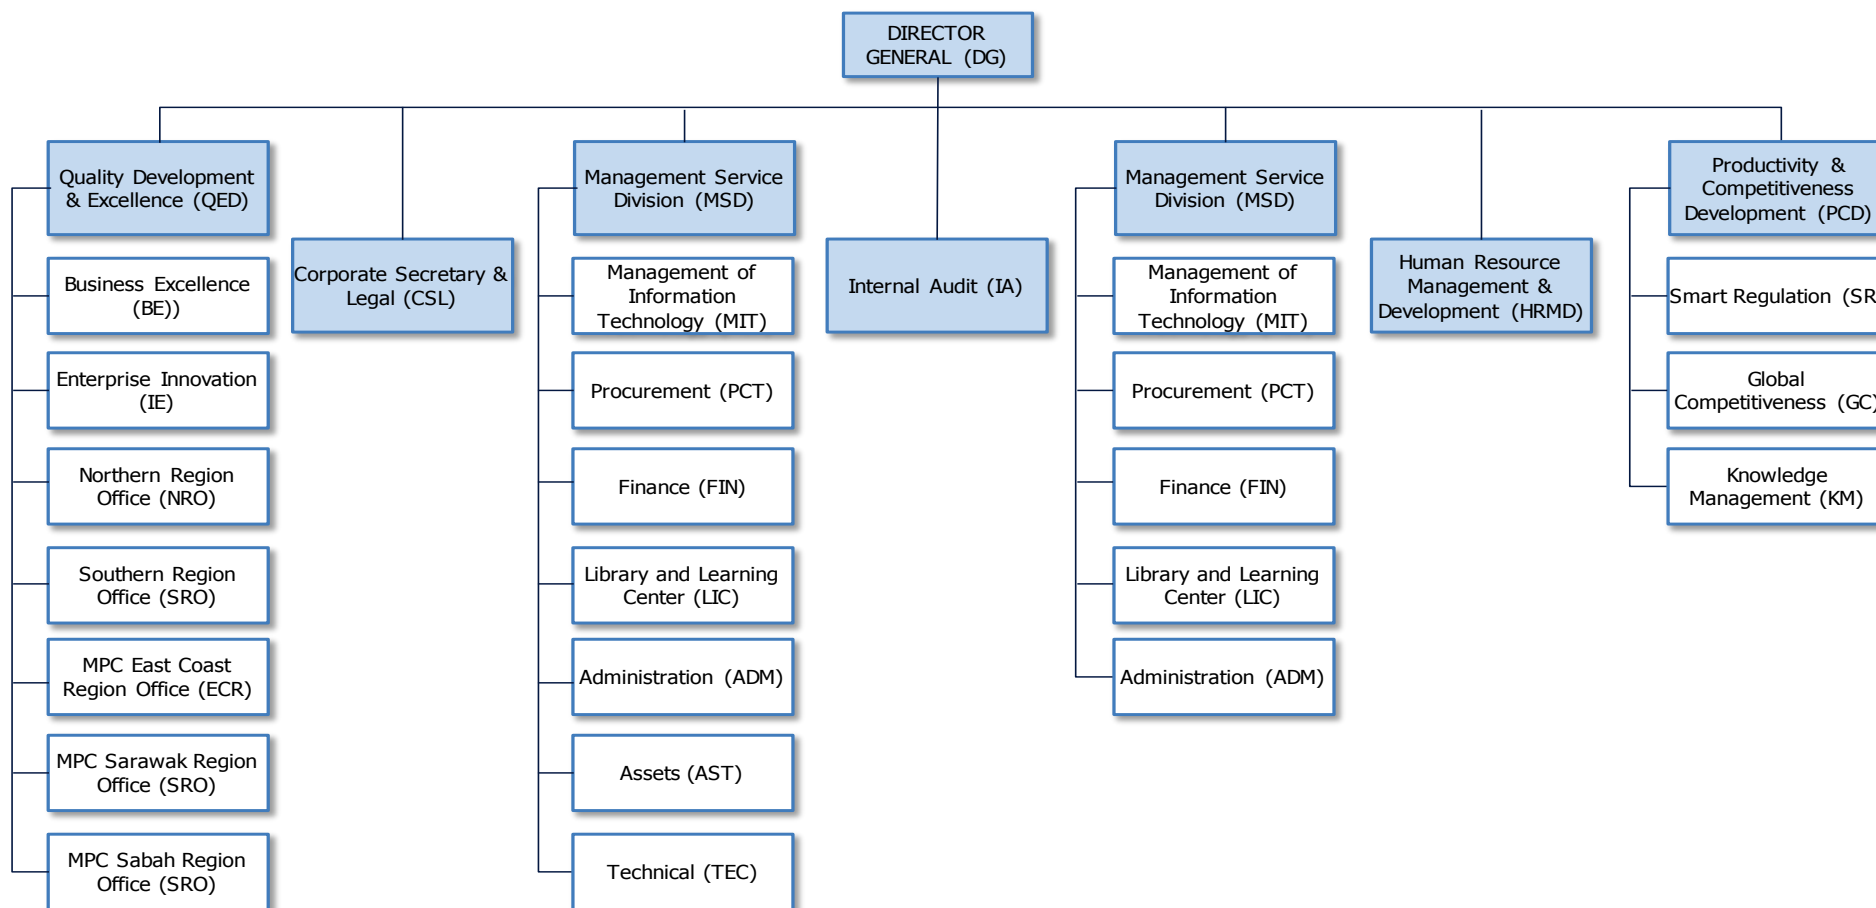 DIRECTOR
GENERAL (DG)
Quality Development
& Excellence (QED)
Business Excellence
(BE))
Enterprise Innovation
(IE)
Northern Region
Office (NRO)
Southern Region
Office (SRO)
MPC East Coast
Region Office (ECR)
MPC Sarawak Region
Office (SRO)
MPC Sabah Region
Office (SRO)
Corporate Secretary &
Legal (CSL)
Management Service
Division (MSD)
Management of
Information
Technology (MIT)
Procurement (PCT)
Finance (FIN)
Library and Learning
Center (LIC)
Administration (ADM)
Assets (AST)
Technical (TEC)
Internal Audit (IA)
Management Service
Division (MSD)
Management of
Information
Technology (MIT)
Procurement (PCT)
Finance (FIN)
Library and Learning
Center (LIC)
Administration (ADM)
Human Resource
Management &
Development (HRMD)
Productivity &
Competitiveness
Development (PCD)
Smart Regulation (SR
Global
Competitiveness (GC)
Knowledge
Management (KM)